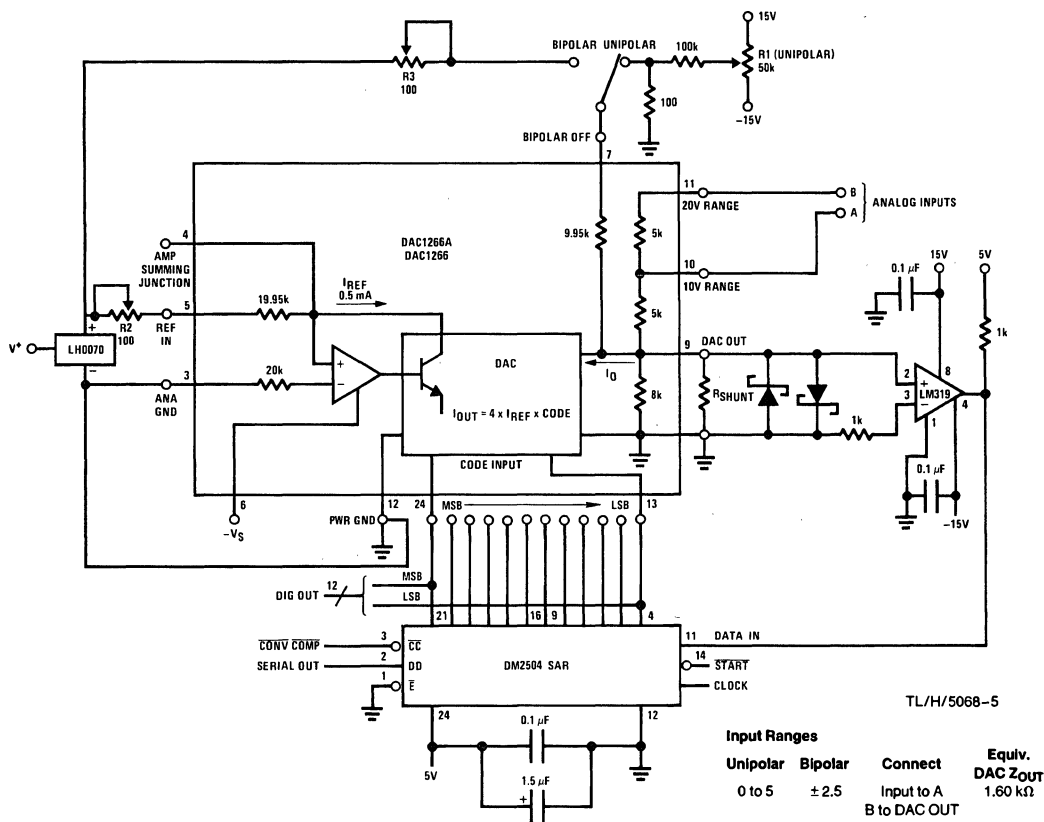 15V
BIPOLAR UNIPOLAR
100k
R1 (UNIPOLAR)
50k
R3
100
100
-15V
BIPOLAR OFF
7
11
B
20V RANGE
ANALOG INPUTS
A
4
DAC1266A
DAC1266
9.95k
5k
AMP
SUMMING
JUNCTION
10
10V RANGE
15V
5V
0.1 μF
IREF
0.5 mA
5
19.95k
5k
1k
R2
100
REF
IN
V+
LH0070
+
-
DAC
9
DAC OUT
IO
3
20k
+
-
8k
RSHUNT
2
+
8
LM319
3
-
4
1
ANA
GND
IOUT = 4 x IREF x CODE
1k
CODE INPUT
0.1 μF
6
12
24
MSB
LSB
13
-VS
PWR GND
-15V
12
MSB
DIG OUT
LSB
21
16
9
4
3
11
DATA IN
CONV COMP
CC
14
2
DM2504 SAR
START
SERIAL OUT
DD
1
E
CLOCK
24
12
TL/H/5068-5
0.1 μF
5V
1.5 μF
+
Input Ranges
Unipolar Bipolar Connect Equiv. DAC ZOUT
0 to 5 ±2.5 Input to A 1.60 kΩ
B to DAC OUT